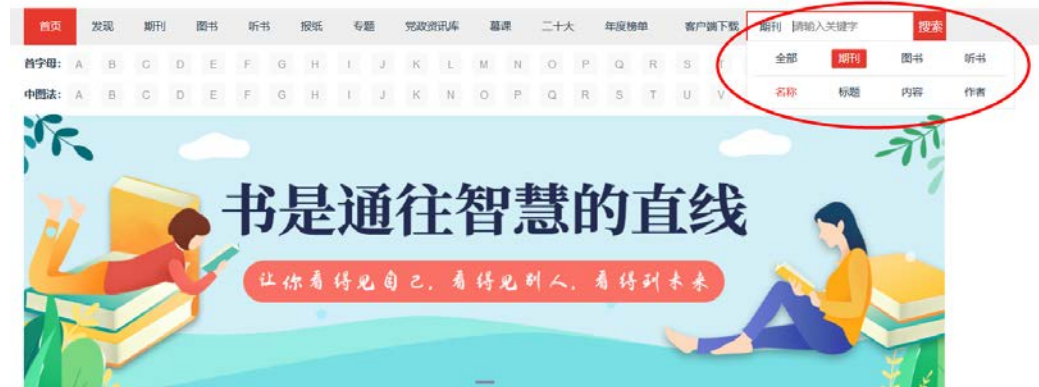 首页 发现 期刊 图书 听书 报纸 专题 党政资讯库 慕课 二十大 年度榜单 客户端下载 期刊 请输入关键字 搜索
首字母: A B C D E F G H I J K L M N O P Q R S T
全部 期刊 图书 听书
中图法: A B C D E F G H I J K N O P Q R S T U V
名称 标题 内容 作者
书是通往智慧的直线
让你看得见自己，看得见别人，看得到未来